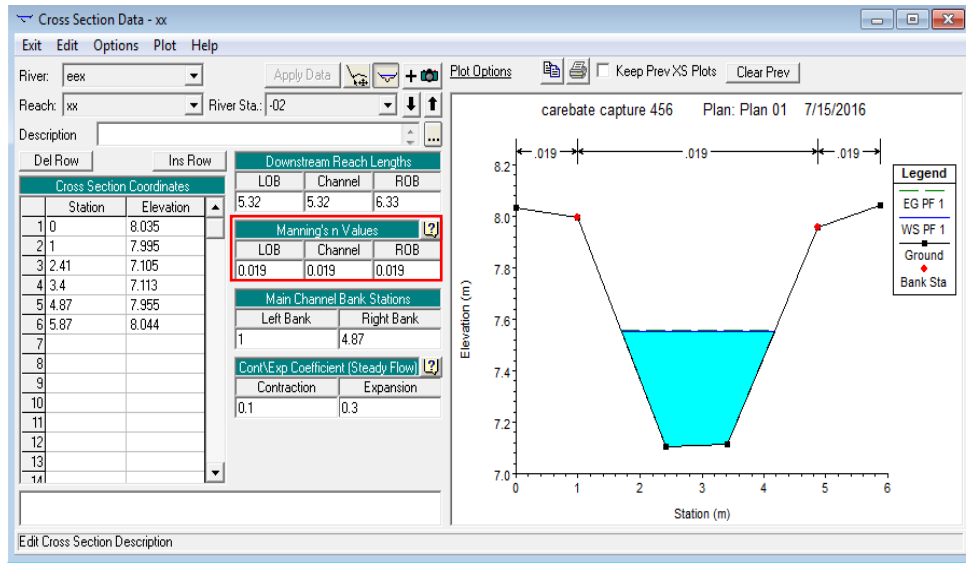 Cross Section Data - xx
Exit Edit Options Plot Help
River: eex
Apply Data
Plot Options
Keep Prev XS Plots
Clear Prev
Reach: xx
River Sta.: -02
Description
...
Del Row Ins Row
Cross Section Coordinates
Station Elevation
1 0 8.035
2 1 7.995
3 2.41 7.105
4 3.4 7.113
5 4.87 7.955
6 5.87 8.044
7
8
9
10
11
12
13
14
Downstream Reach Lengths
LOB Channel ROB
5.32 5.32 6.33
Manning's n Values ?
LOB Channel ROB
0.019 0.019 0.019
Main Channel Bank Stations
Left Bank Right Bank
1 4.87
Cont\Exp Coefficient (Steady Flow) ?
Contraction Expansion
0.1 0.3
carebate capture 456 Plan: Plan 01 7/15/2016
.019 .019 .019
8.2
8.0
7.8
7.6
7.4
7.2
7.0
Elevation (m)
0 1 2 3 4 5 6
Station (m)
Legend
EG PF 1
WS PF 1
Ground
Bank Sta
Edit Cross Section Description